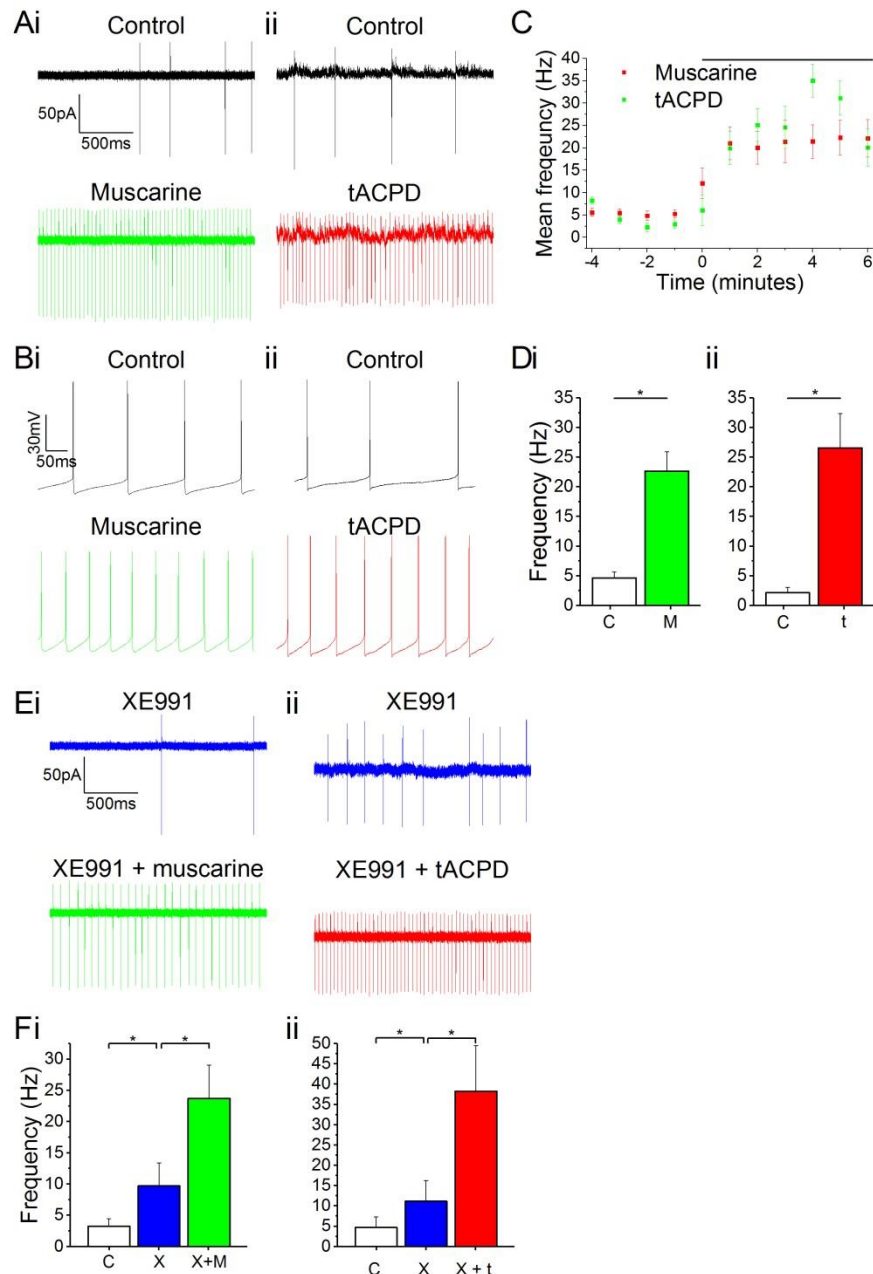 Ai
Control
50pA
500ms
Muscarine
ii
Control
tACPD
C
Mean freqeuncy (Hz)
40
35
30
25
20
15
10
5
0
Muscarine
tACPD
-4 -2 0 2 4 6
Time (minutes)
Bi
Control
30mV
50ms
Muscarine
ii
Control
tACPD
Di
Frequency (Hz)
35
30
25
20
15
10
5
0
*
C M
ii
35
30
25
20
15
10
5
0
*
C t
Ei
XE991
50pA
500ms
XE991 + muscarine
ii
XE991
XE991 + tACPD
Fi
Frequency (Hz)
30
25
20
15
10
5
0
* *
C X X+M
ii
50
45
40
35
30
25
20
15
10
5
0
* *
C X X + t